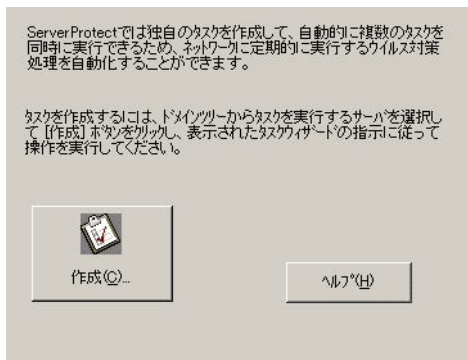 ServerProtectでは独自のタスクを作成して、自動的に複数のタスクを
同時に実行できるため、ネットワークに定期的に実行するウイルス対策
処理を自動化することができます。
タスクを作成するには、ドメインツリーからタスクを実行するサーバを選択し
て [作成] ボタンをクリックし、表示されたタスクウィザードの指示に従って
操作を実行してください。
作成(C)...
ヘルプ(H)